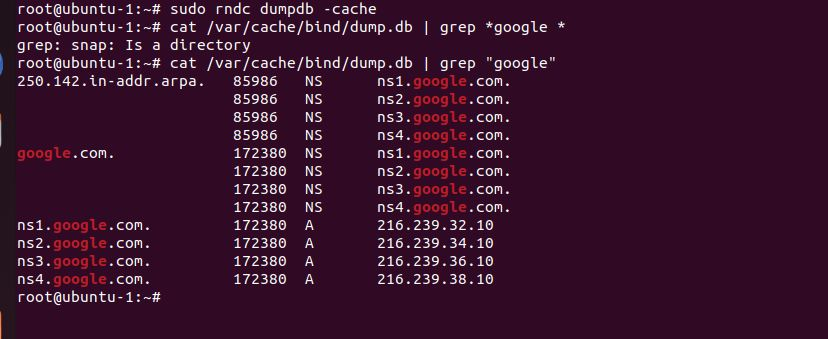 root@ubuntu-1:~# sudo rndc dumpdb -cache
root@ubuntu-1:~# cat /var/cache/bind/dump.db | grep *google *
grep: snap: Is a directory
root@ubuntu-1:~# cat /var/cache/bind/dump.db | grep "google"
250.142.in-addr.arpa.   85986   NS      ns1.google.com.
                        85986   NS      ns2.google.com.
                        85986   NS      ns3.google.com.
                        85986   NS      ns4.google.com.
google.com.             172380  NS      ns1.google.com.
                        172380  NS      ns2.google.com.
                        172380  NS      ns3.google.com.
                        172380  NS      ns4.google.com.
ns1.google.com.         172380  A       216.239.32.10
ns2.google.com.         172380  A       216.239.34.10
ns3.google.com.         172380  A       216.239.36.10
ns4.google.com.         172380  A       216.239.38.10
root@ubuntu-1:~#